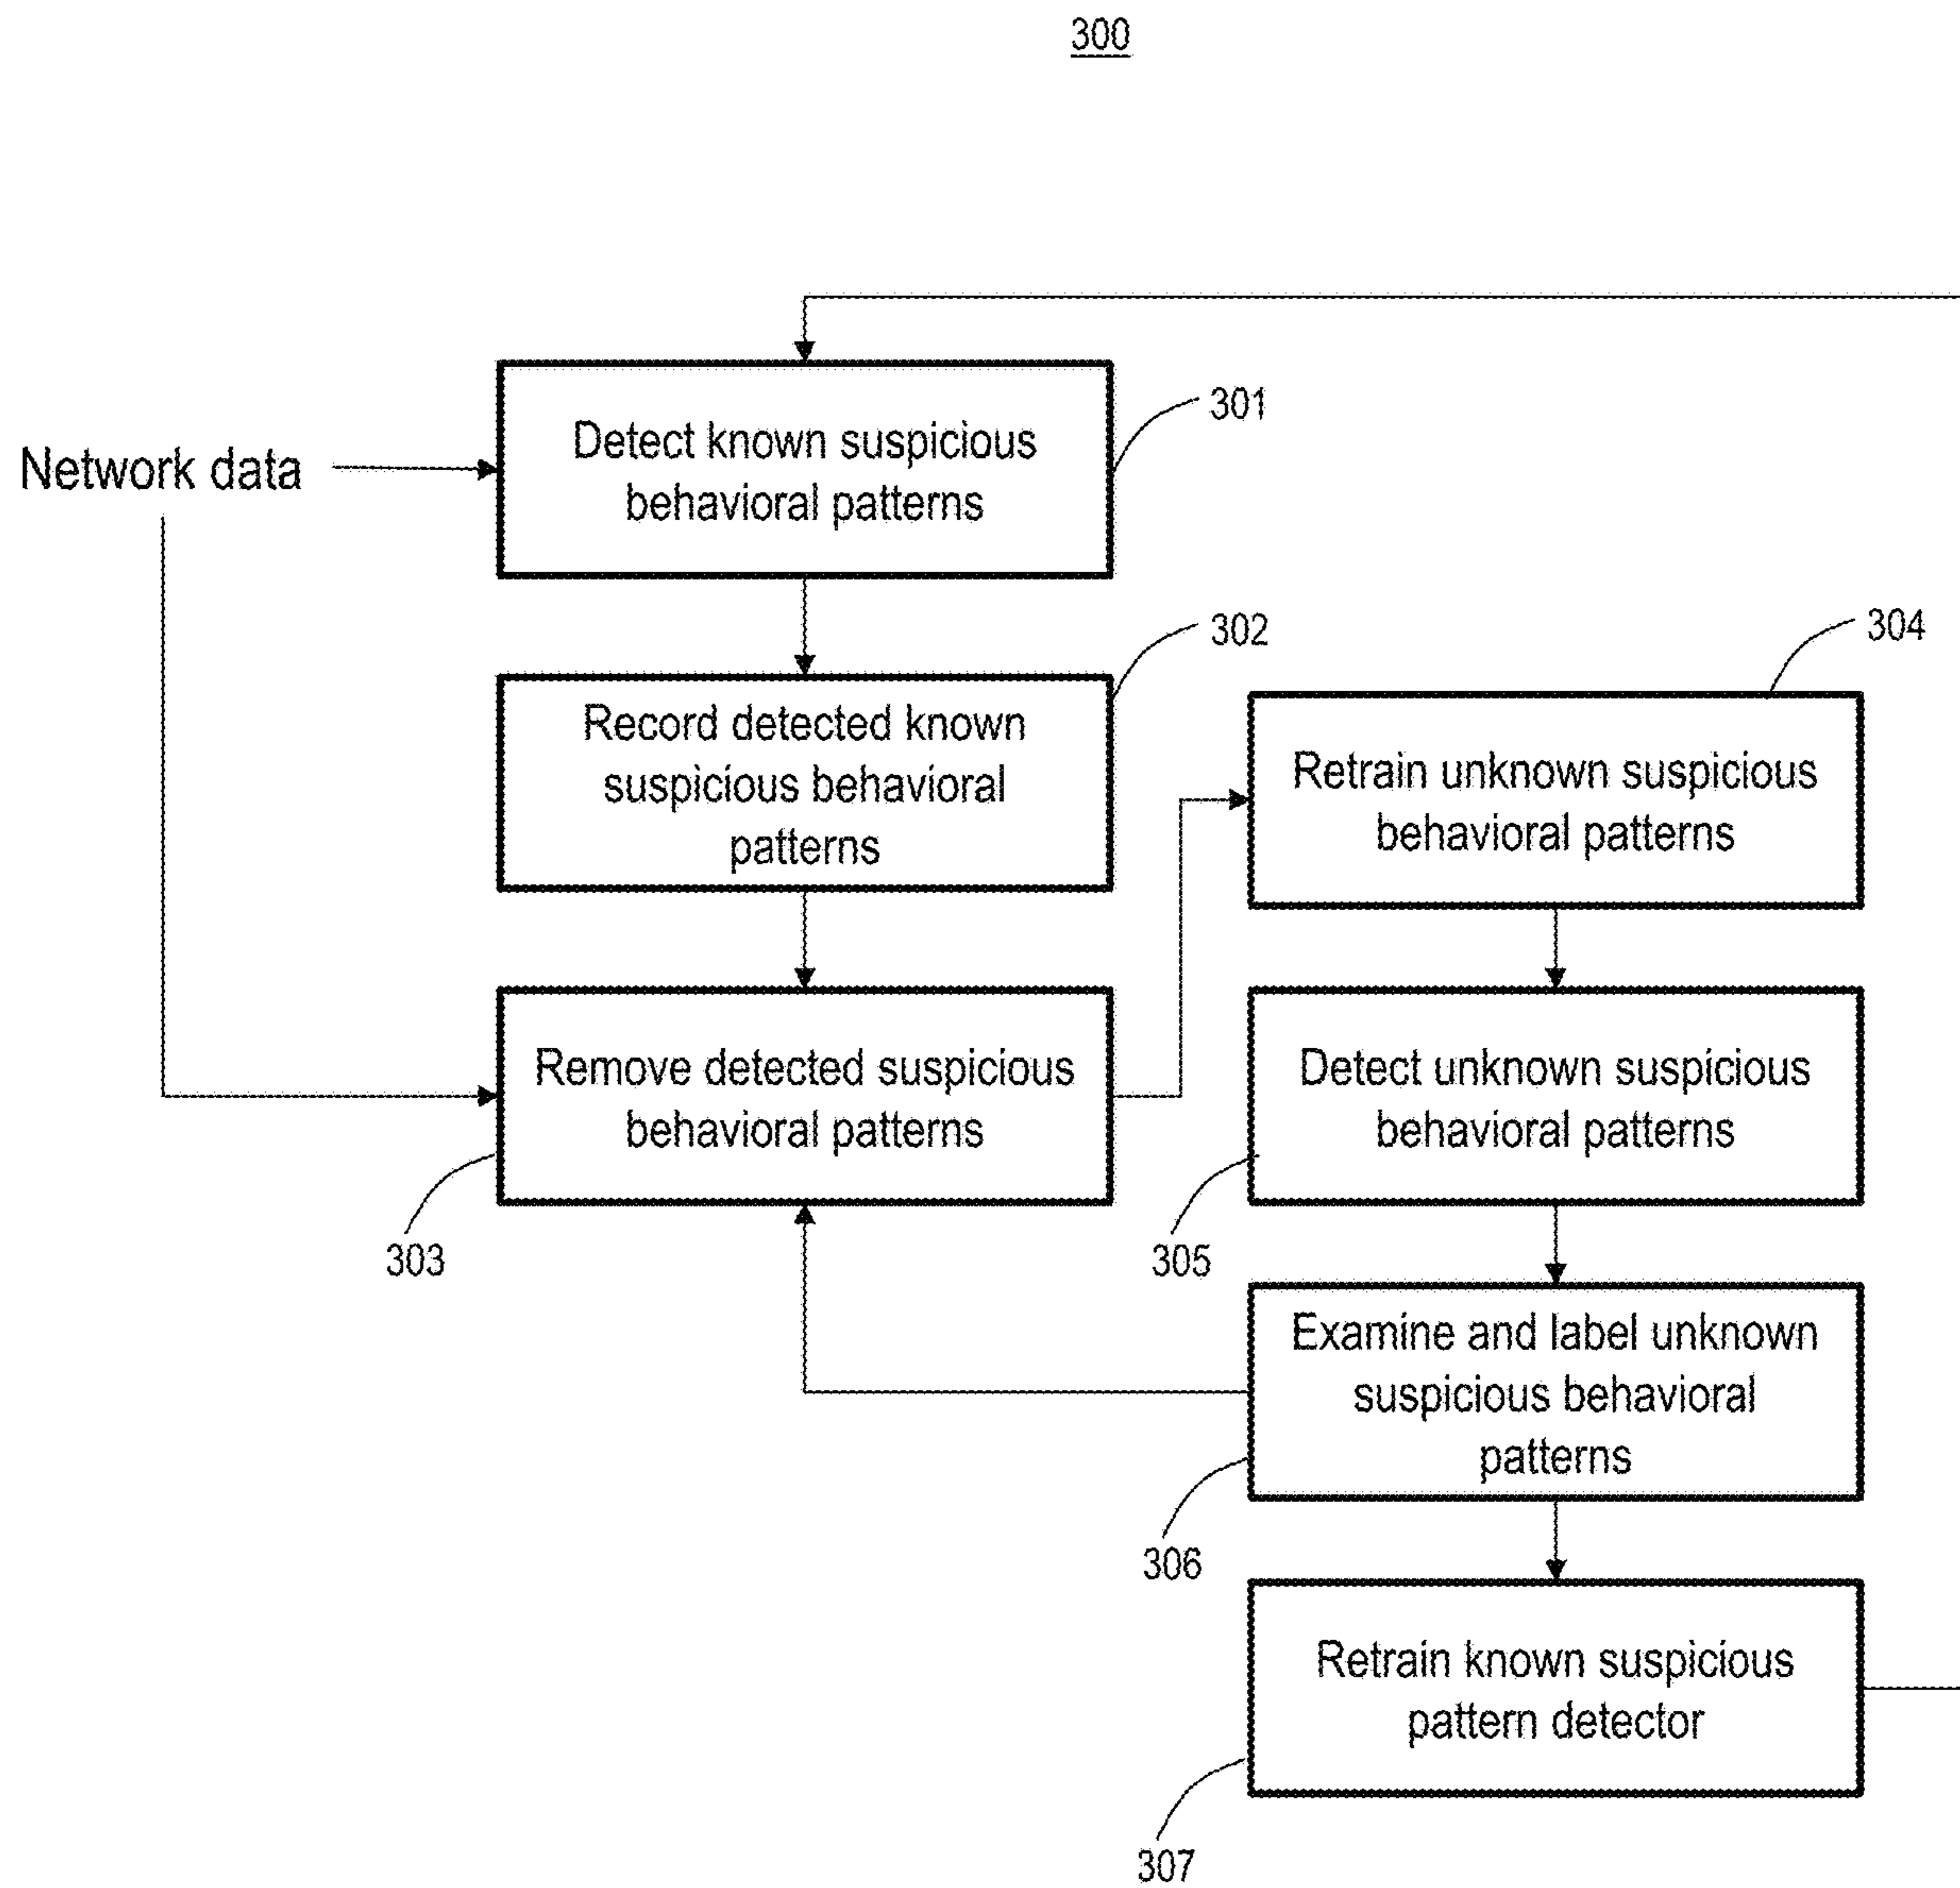 300
Network data
Detect known suspicious
behavioral patterns
301
Record detected known
suspicious behavioral
patterns
302
Remove detected suspicious
behavioral patterns
303
304
Retrain unknown suspicious
behavioral patterns
Detect unknown suspicious
behavioral patterns
305
Examine and label unknown
suspicious behavioral
patterns
306
Retrain known suspicious
pattern detector
307